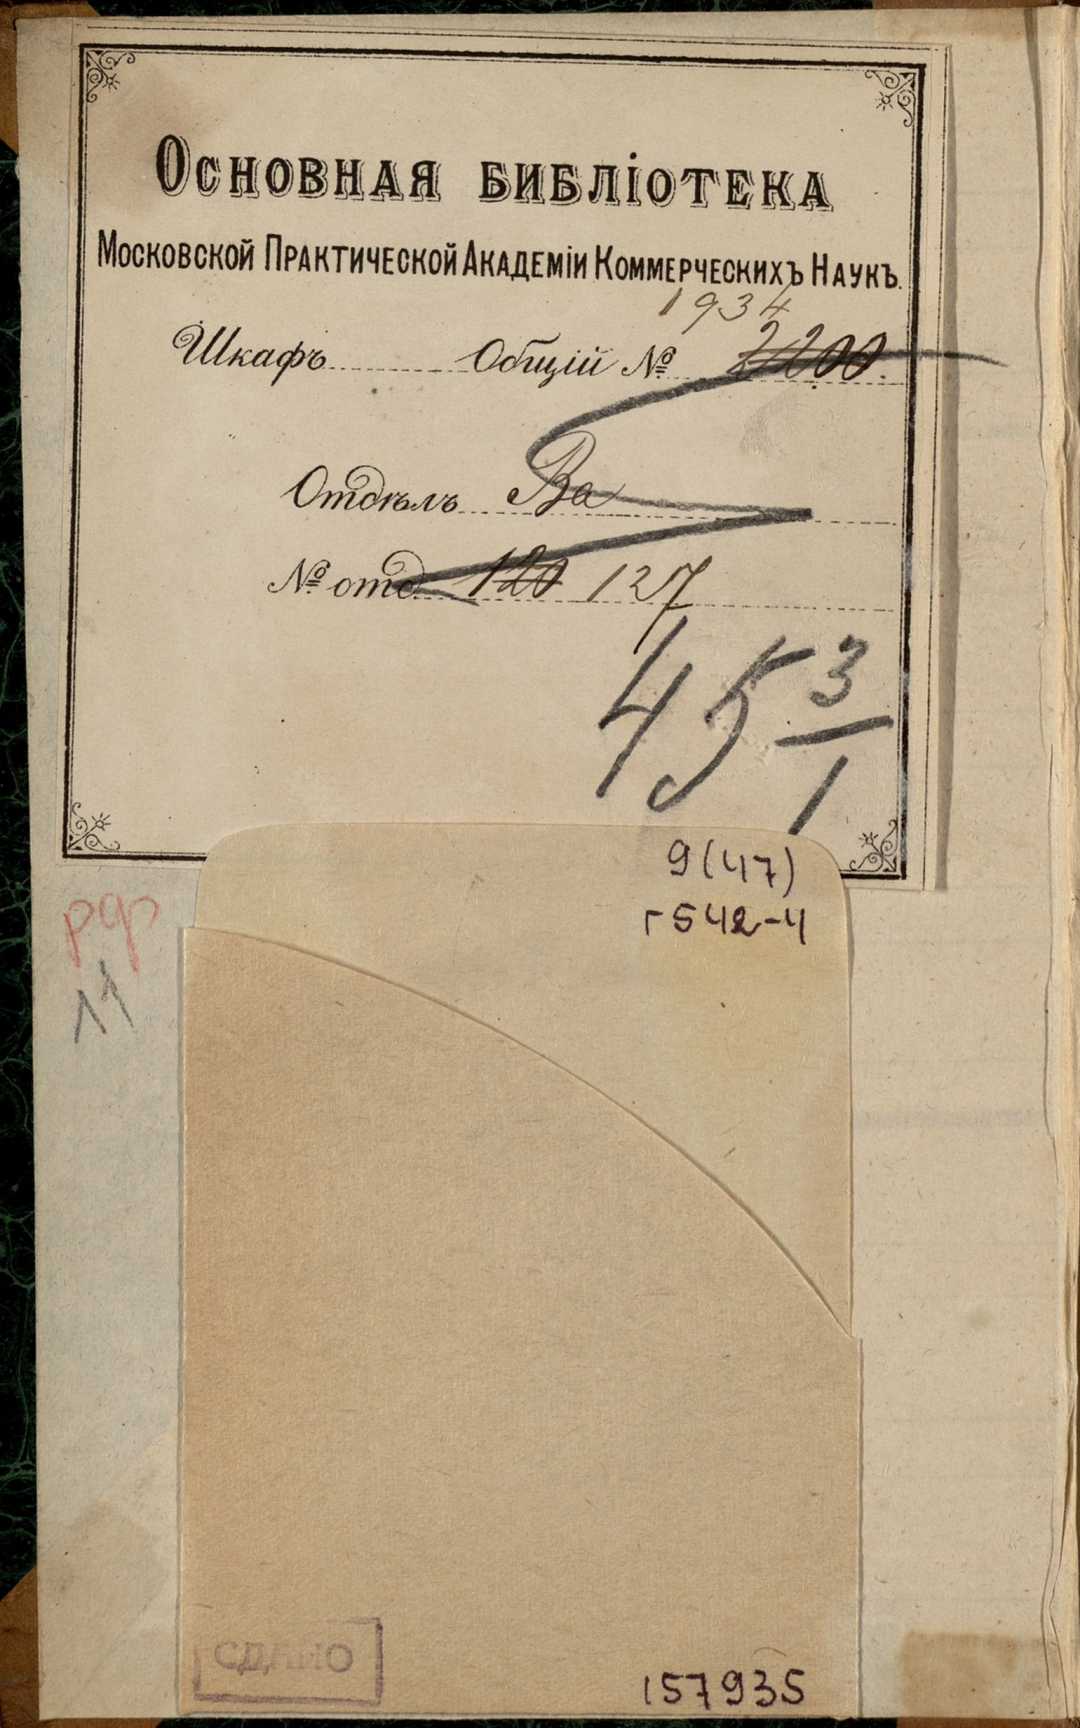 Основная библіотека
Московской Практической Академіи Коммерческихъ Наукъ.
1934
Шкафъ Общій № 2200
Отдѣлъ Ва
№ отд. 120 127
45 3/1
9(47)
г 542-4
рф
11
СДАНО
157935